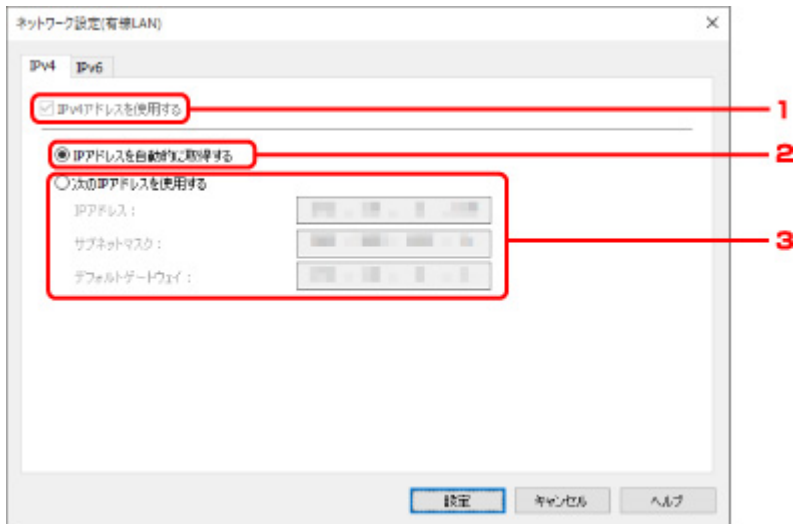 ネットワーク設定(有線LAN)
IPv4 IPv6
IPv4アドレスを使用する
1
IPアドレスを自動的に取得する
2
次のIPアドレスを使用する
IPアドレス：
サブネットマスク：
3
デフォルトゲートウェイ：
設定 キャンセル ヘルプ